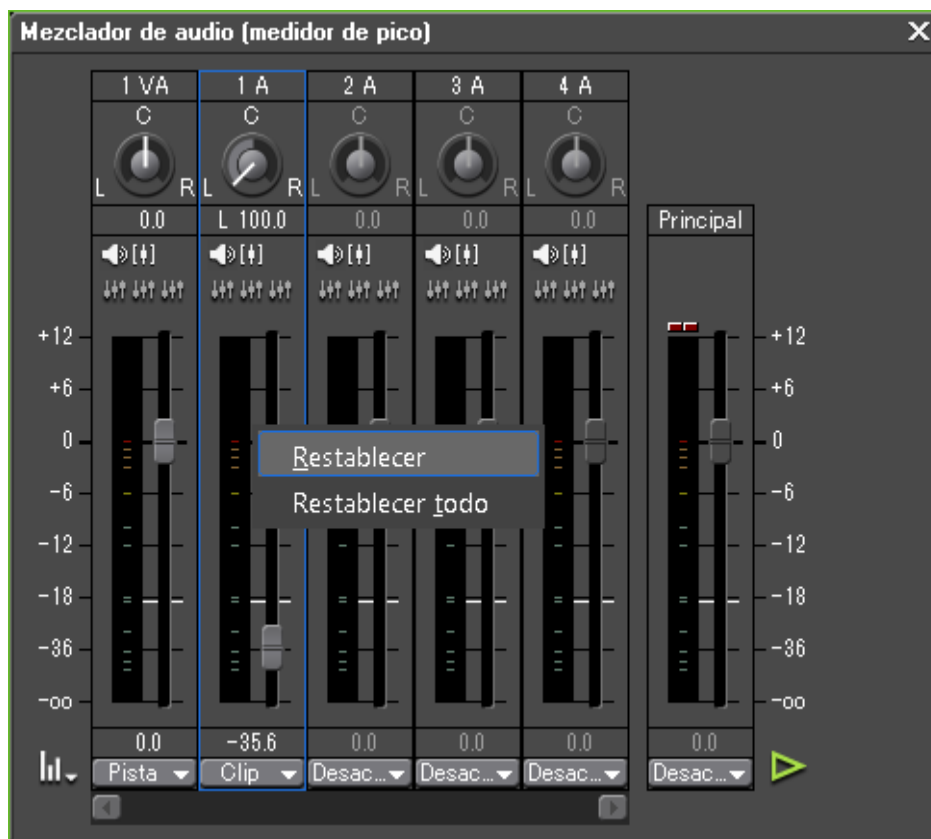 Mezclador de audio (medidor de pico)
1 VA 1 A 2 A 3 A 4 A
C C C C C
L R L R L R L R L R
0.0 L 100.0 0.0 0.0 0.0 Principal
+12 +12
+6 +6
0 0
Restablecer
-6 -6
Restablecer todo
-12 -12
-18 -18
-36 -36
-oo -oo
0.0 -35.6 0.0 0.0 0.0 0.0
Pista Clip Desac... Desac... Desac... Desac...